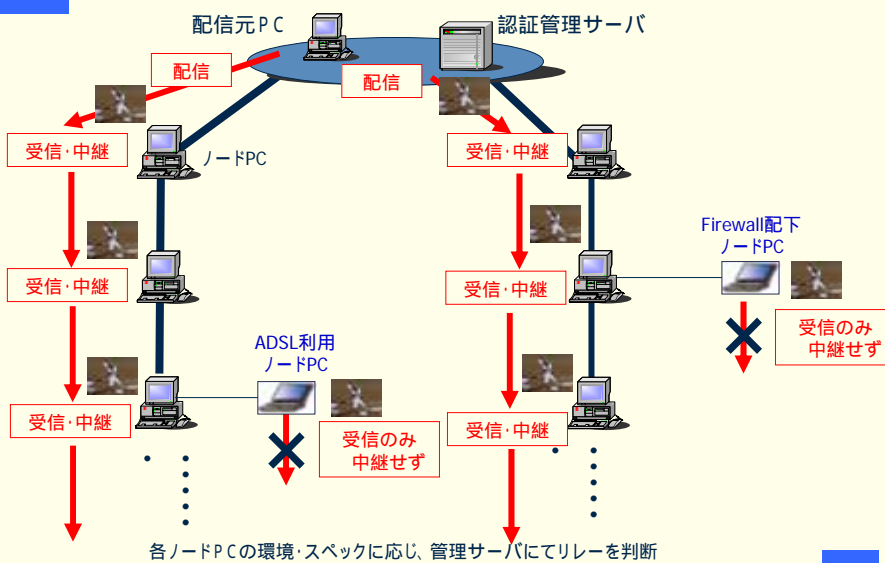 配信元PC
認証管理サーバ
配信
配信
受信・中継
ノードPC
受信・中継
Firewall配下
ノードPC
受信・中継
受信・中継
受信のみ
中継せず
ADSL利用
ノードPC
受信・中継
受信のみ
中継せず
受信・中継
各ノードPCの環境・スペックに応じ、管理サーバにてリレーを判断